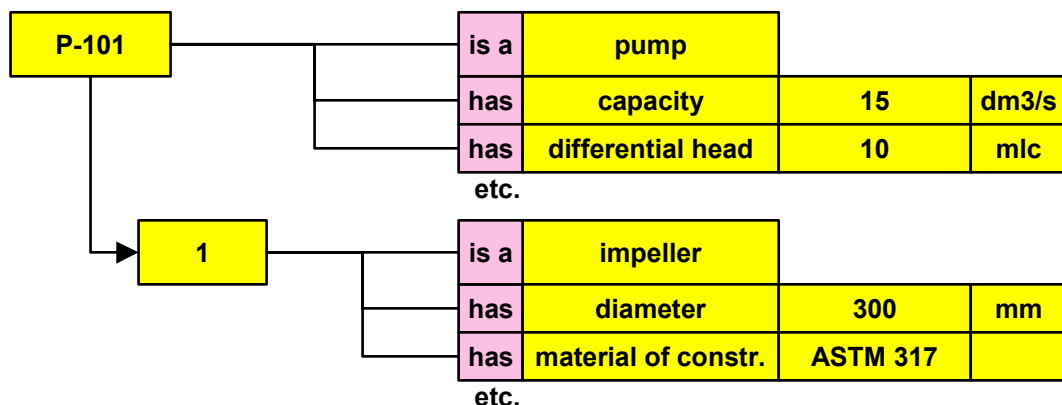 P-101 is a pump
has capacity 15 dm3/s
has differential head 10 mlc
etc.
1 is a impeller
has diameter 300 mm
has material of constr. ASTM 317
etc.